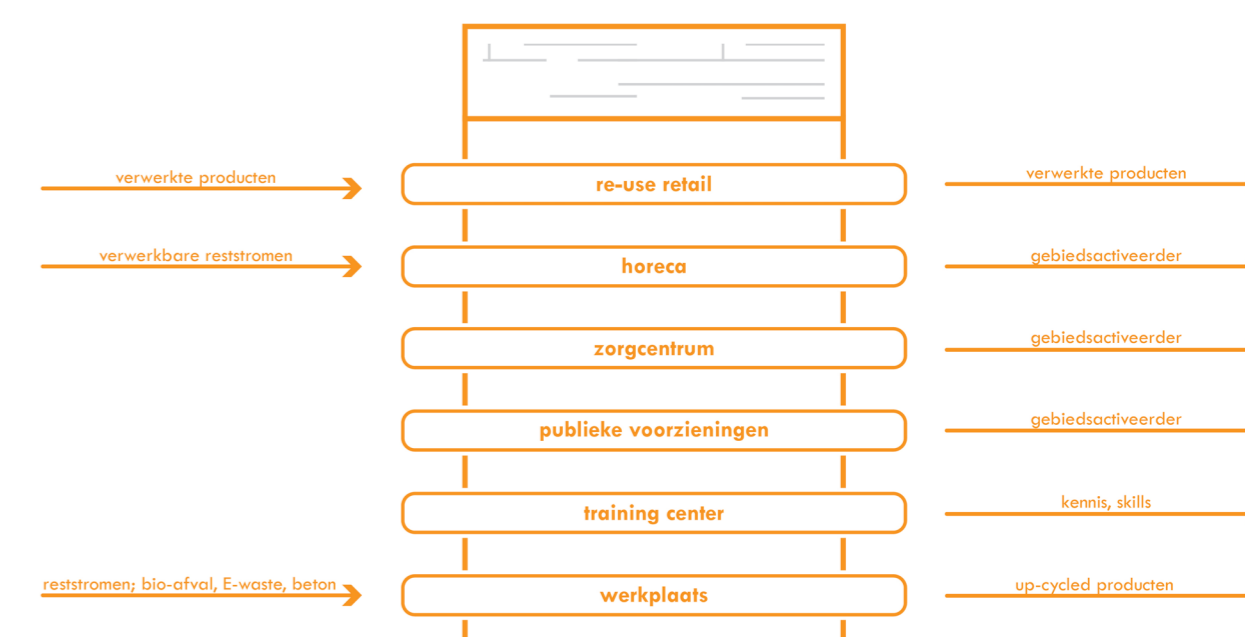 verwerkte producten
re-use retail
verwerkte producten
verwerkbare reststromen
horeca
gebiedsactiveerder
zorgcentrum
gebiedsactiveerder
publieke voorzieningen
gebiedsactiveerder
training center
kennis, skills
reststromen; bio-afval, E-waste, beton
werkplaats
up-cycled producten